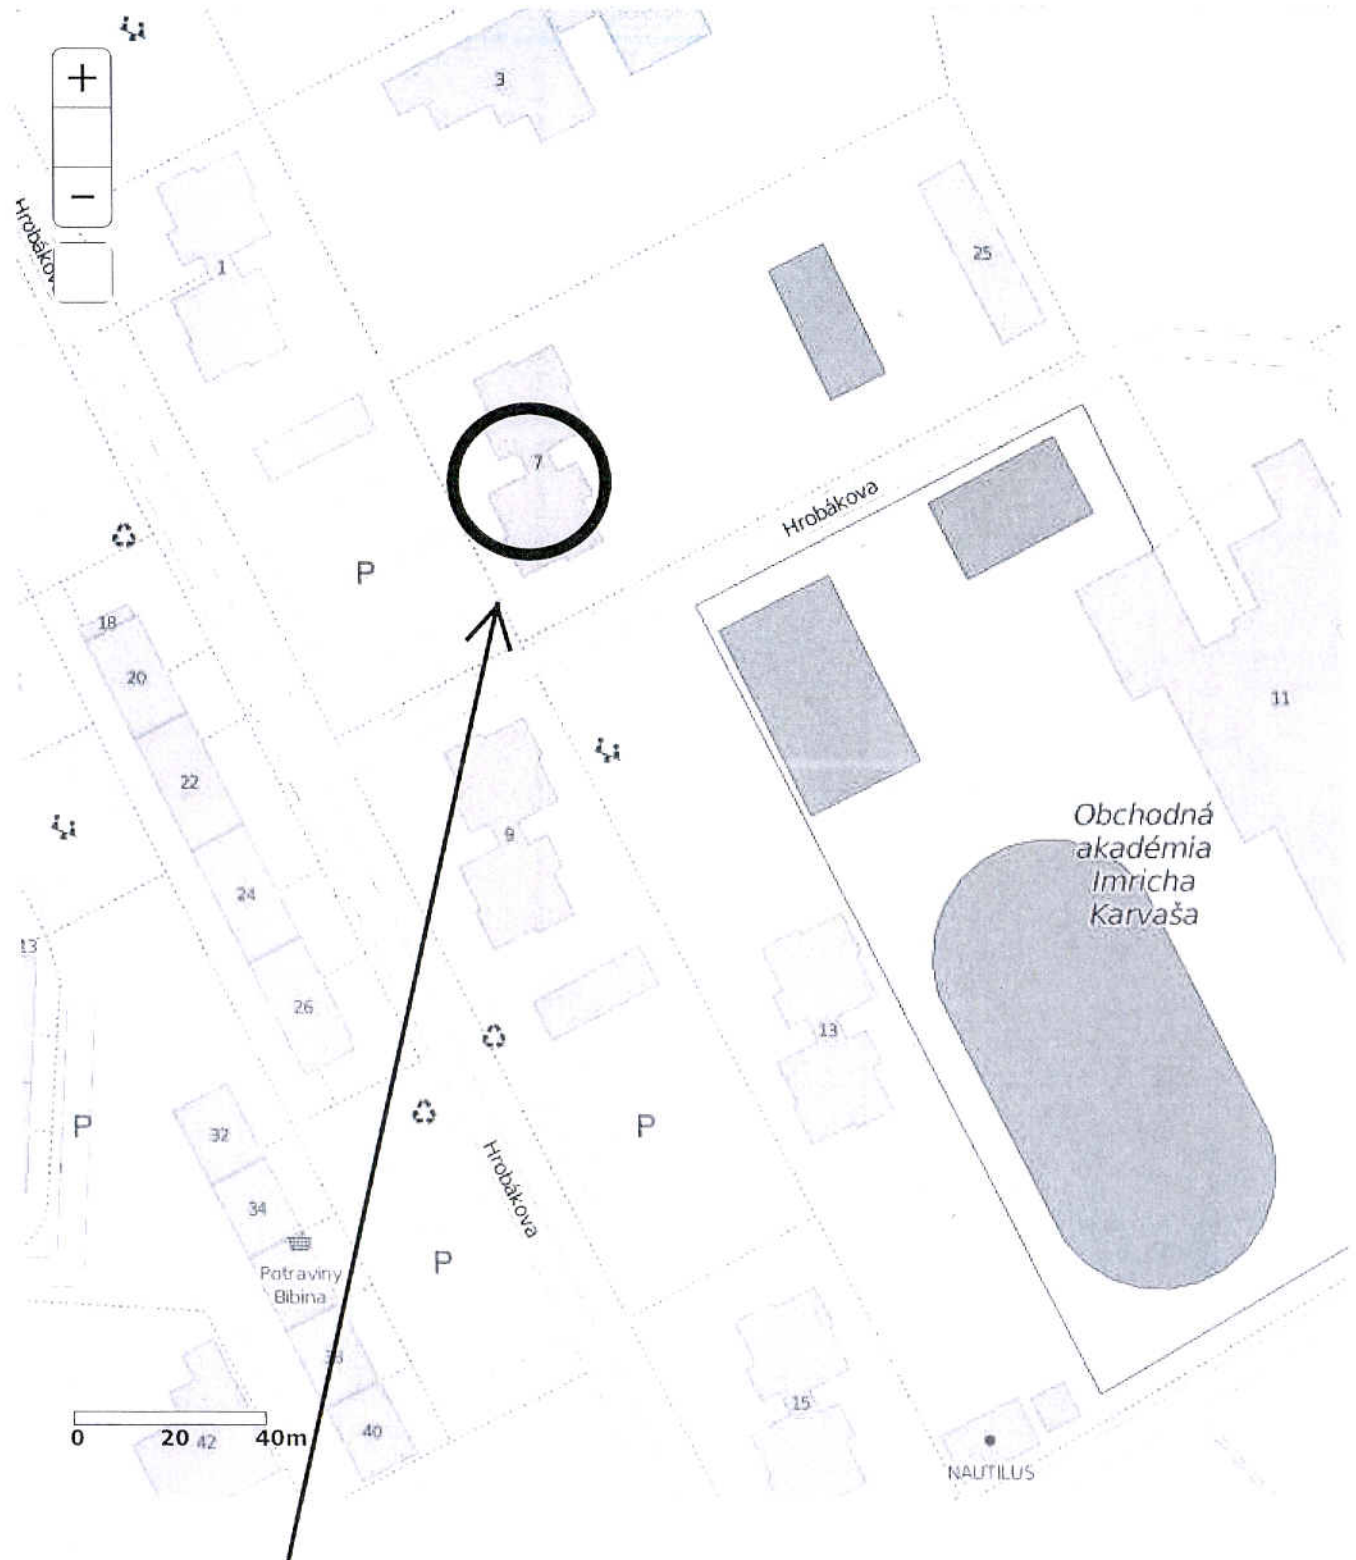 +
3
−
Hrobákova
1
25
7
Hrobákova
P
18
20
11
22
9
Obchodná
akadémia
Imricha
Karvaša
24
13
26
13
P
32
P
Hrobákova
34
P
Potraviny
Bibina
38
15
40
0 20 40m
42
NAUTILUS